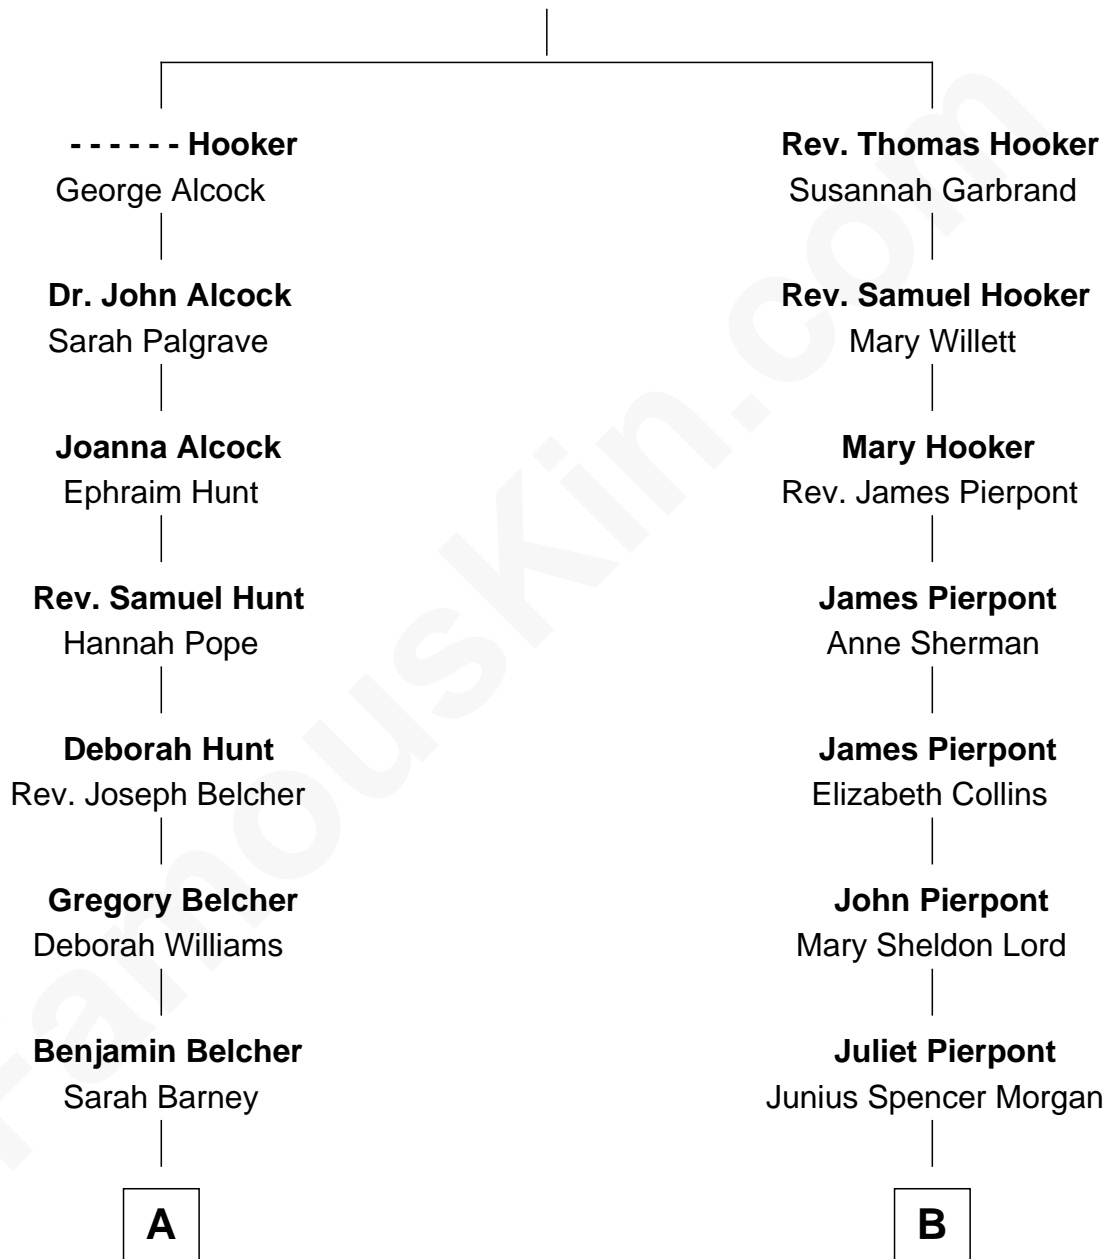 - - - - - - Hooker
George Alcock
Dr. John Alcock
Sarah Palgrave
Joanna Alcock
Ephraim Hunt
Rev. Samuel Hunt
Hannah Pope
Deborah Hunt
Rev. Joseph Belcher
Gregory Belcher
Deborah Williams
Benjamin Belcher
Sarah Barney
A
Rev. Thomas Hooker
Susannah Garbrand
Rev. Samuel Hooker
Mary Willett
Mary Hooker
Rev. James Pierpont
James Pierpont
Anne Sherman
James Pierpont
Elizabeth Collins
John Pierpont
Mary Sheldon Lord
Juliet Pierpont
Junius Spencer Morgan
B
FamousKin.com